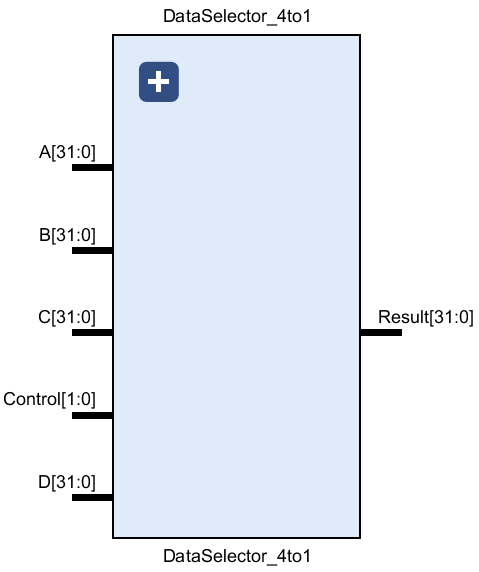 DataSelector_4to1
A[31:0]
B[31:0]
C[31:0]
Result[31:0]
Control[1:0]
D[31:0]
DataSelector_4to1